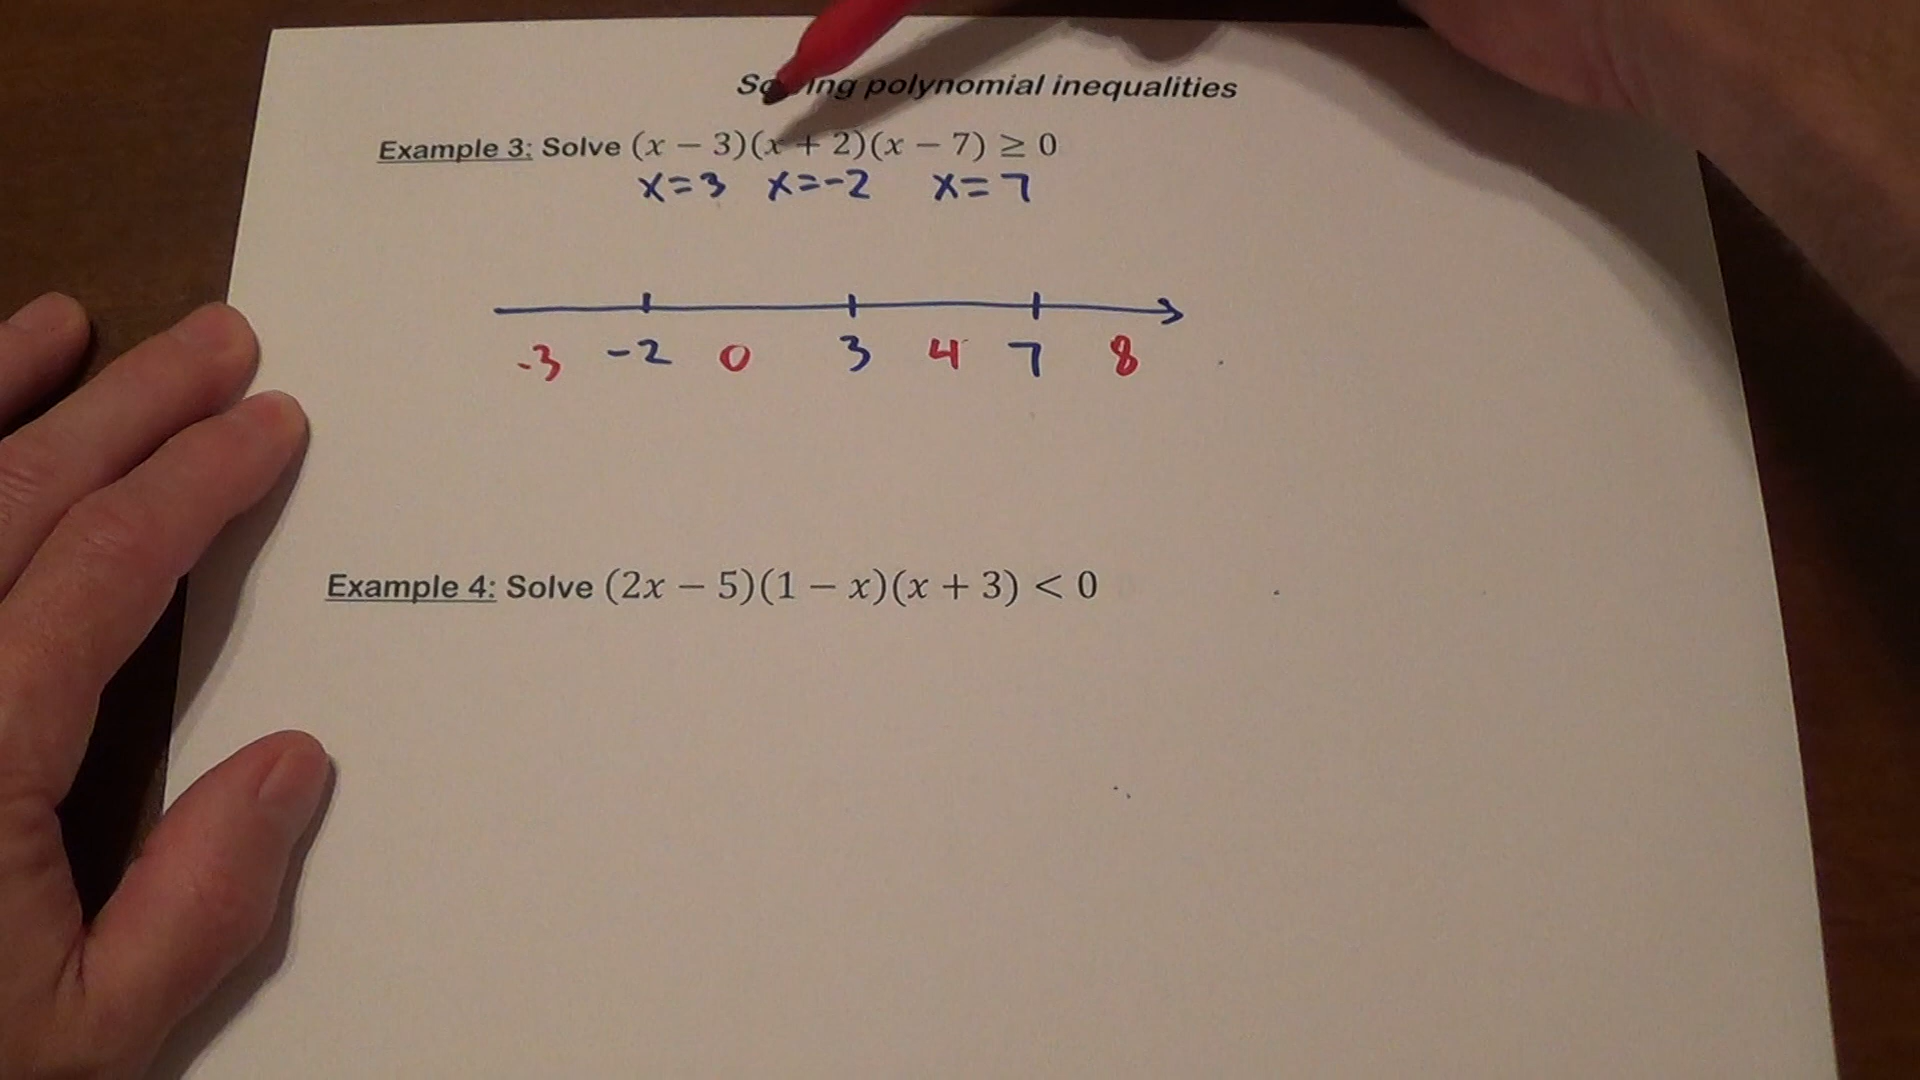 polynomial inequalities
Example 3: Solve (x − 3)(x + 2)(x − 7) ≥ 0
x=3 x=-2 x=7
-3 -2 0 3 4 7 8
Example 4: Solve (2x − 5)(1 − x)(x + 3) < 0